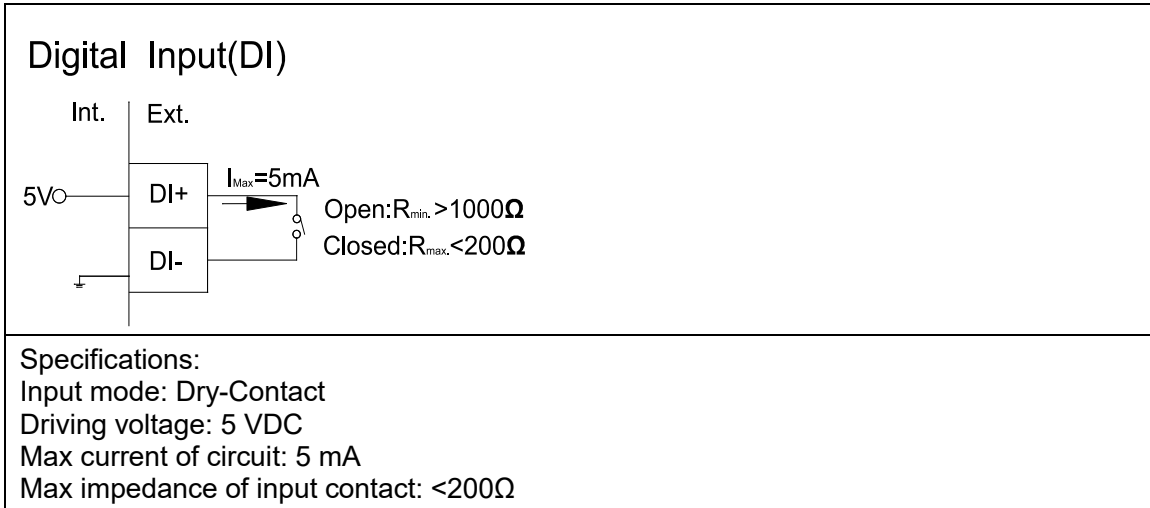 Digital Input(DI)
Int. Ext.
5V DI+ IMax=5mA
Open:Rmin.>1000Ω
DI- Closed:Rmax.<200Ω
Specifications:
Input mode: Dry-Contact
Driving voltage: 5 VDC
Max current of circuit: 5 mA
Max impedance of input contact: <200Ω